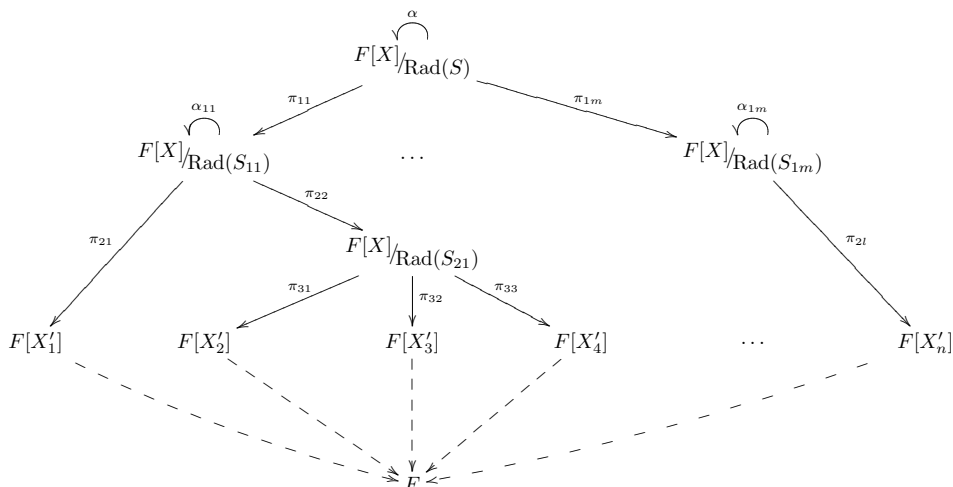 α
F[X]/Rad(S)
π₁₁ π₁ₘ
α₁₁ α₁ₘ
F[X]/Rad(S₁₁) ⋯ F[X]/Rad(S₁ₘ)
π₂₂
π₂₁ π₂ₗ
F[X]/Rad(S₂₁)
π₃₁ π₃₂ π₃₃
F[X′₁] F[X′₂] F[X′₃] F[X′₄] ⋯ F[X′ₙ]
F